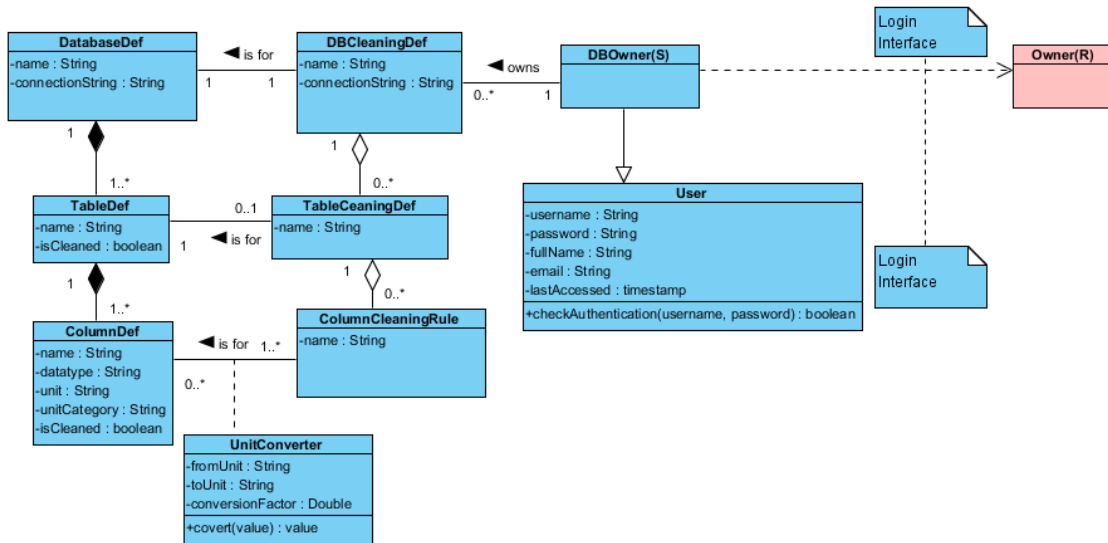 DatabaseDef
-name : String
-connectionString : String
is for
1
1
DBCleaningDef
-name : String
-connectionString : String
owns
0..*
1
DBOwner(S)
Login
Interface
Owner(R)
1
1..*
1
0..*
TableDef
-name : String
-isCleaned : boolean
0..1
1
is for
TableCeaningDef
-name : String
User
-username : String
-password : String
-fullName : String
-email : String
-lastAccessed : timestamp
+checkAuthentication(username, password) : boolean
Login
Interface
1
1..*
1
0..*
ColumnDef
-name : String
-datatype : String
-unit : String
-unitCategory : String
-isCleaned : boolean
is for
1..*
0..*
ColumnCleaningRule
-name : String
UnitConverter
-fromUnit : String
-toUnit : String
-conversionFactor : Double
+covert(value) : value